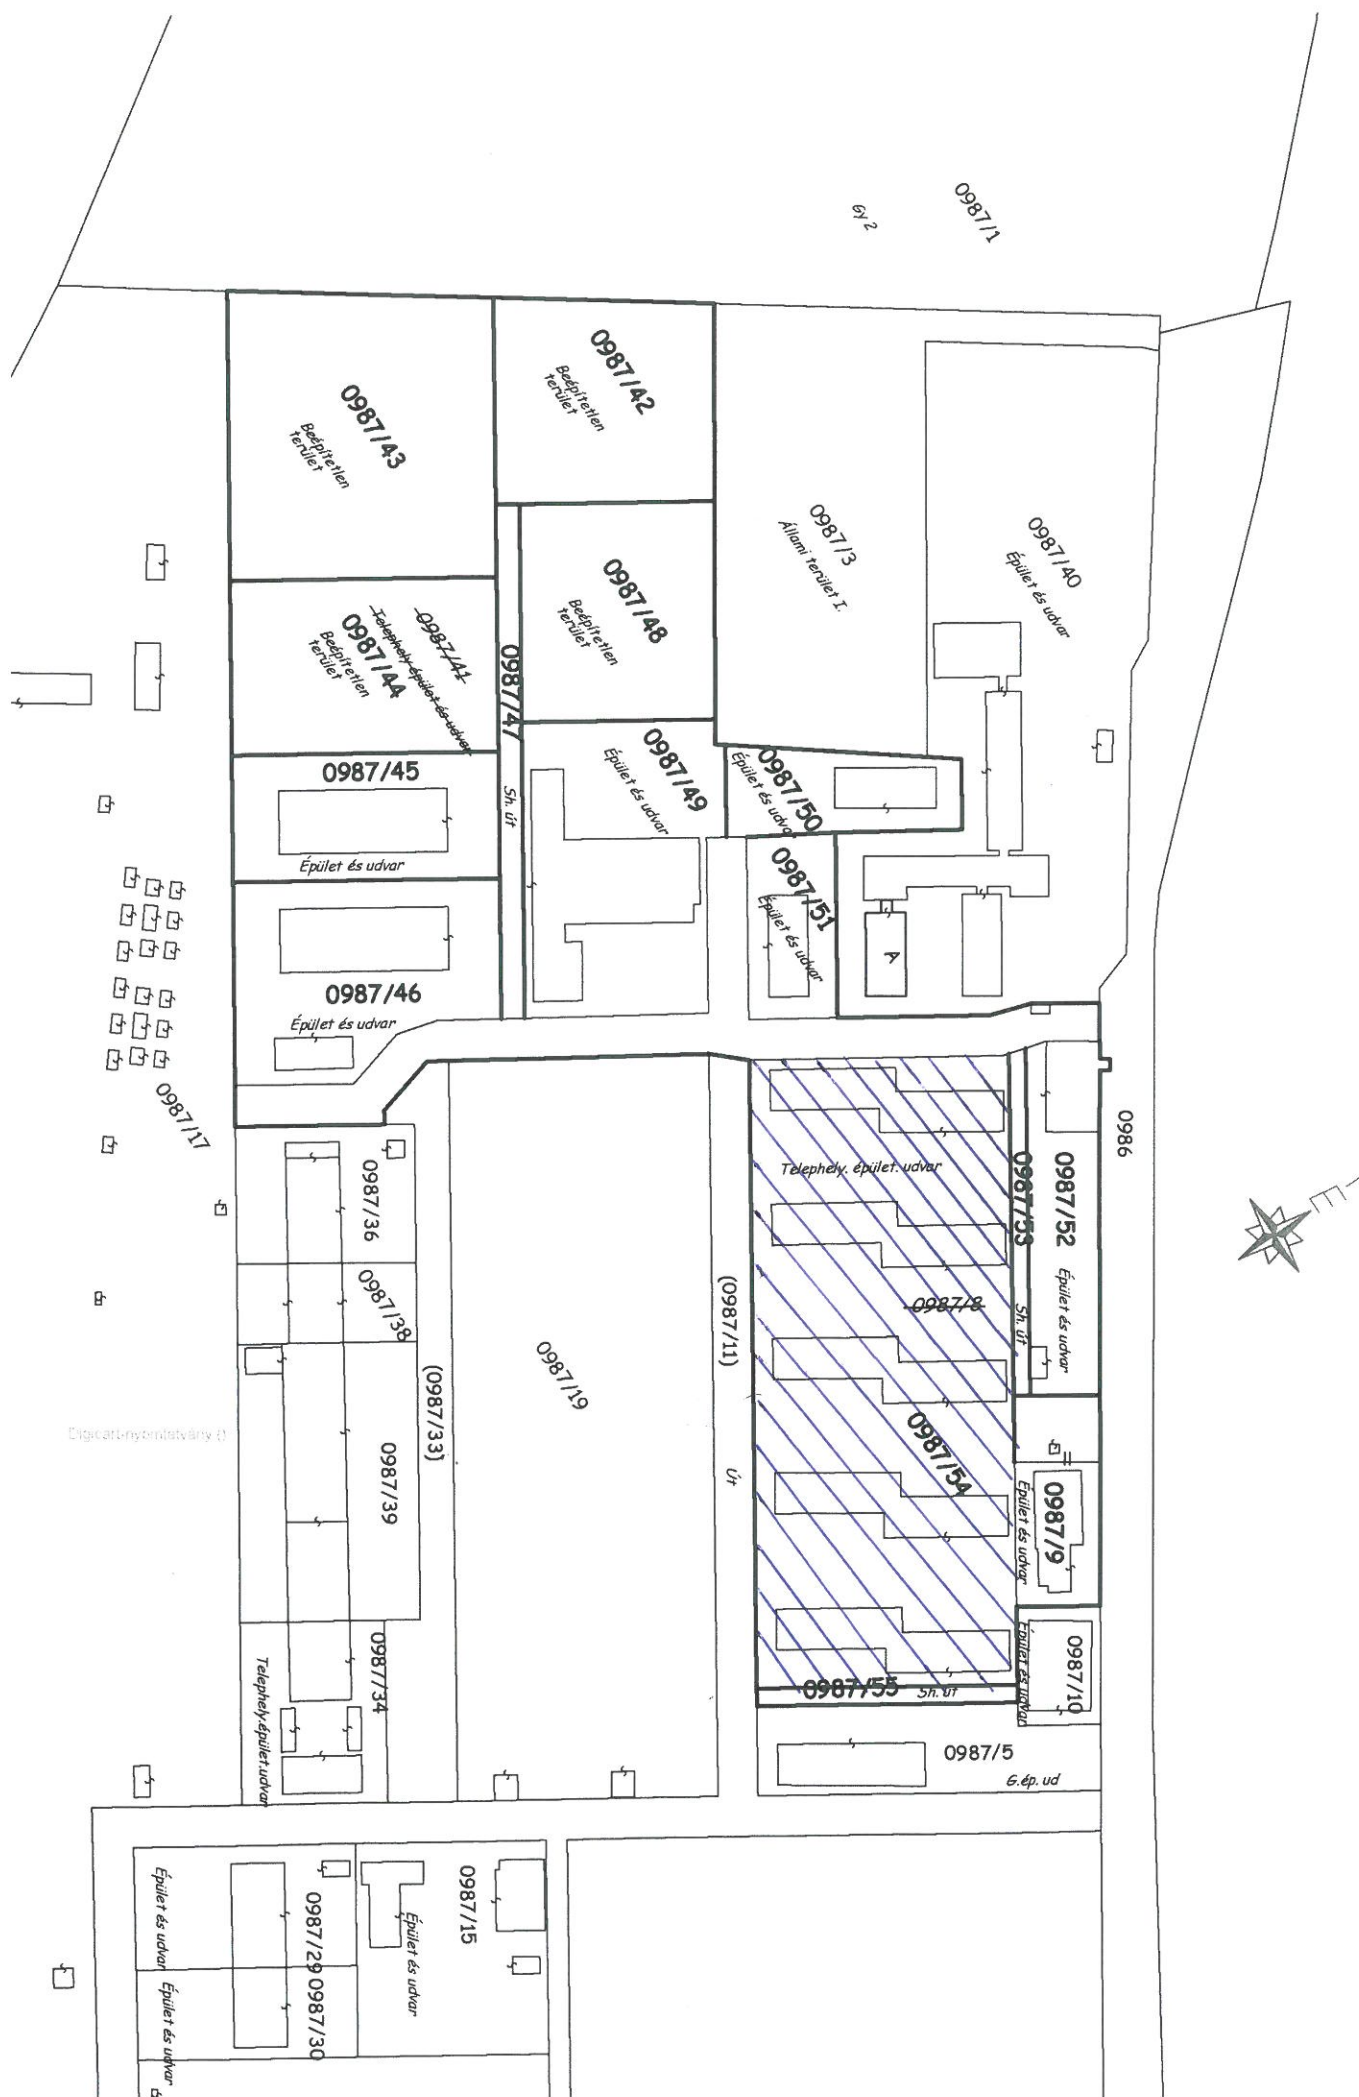 0987/1
Gy 2
0987/42
Beépítetlen
terület
0987/43
Beépítetlen
terület
0987/3
Állami terület I.
0987/40
Épület és udvar
0987/48
Beépítetlen
terület
0987/41
Telephely épület és udvar
0987/44
Beépítetlen
terület
0987/47
Sh. út
0987/45
Épület és udvar
0987/49
Épület és udvar
0987/50
Épület és udvar
0987/51
Épület és udvar
A
0987/46
Épület és udvar
0987/17
0986
Telephely. épület. udvar
0987/53
Sh. út
0987/52
Épület és udvar
É
0987/36
0987/38
(0987/33)
0987/19
(0987/11)
Út
0987/8
0987/54
0987/39
0987/9
Épület és udvar
0987/10
Épület és udvar
0987/34
Telephely.épület.udvar
0987/55
Sh. út
0987/5
G.ép. ud
Épület és udvar
0987/29
0987/15
Épület és udvar
0987/30
Épület és udvar